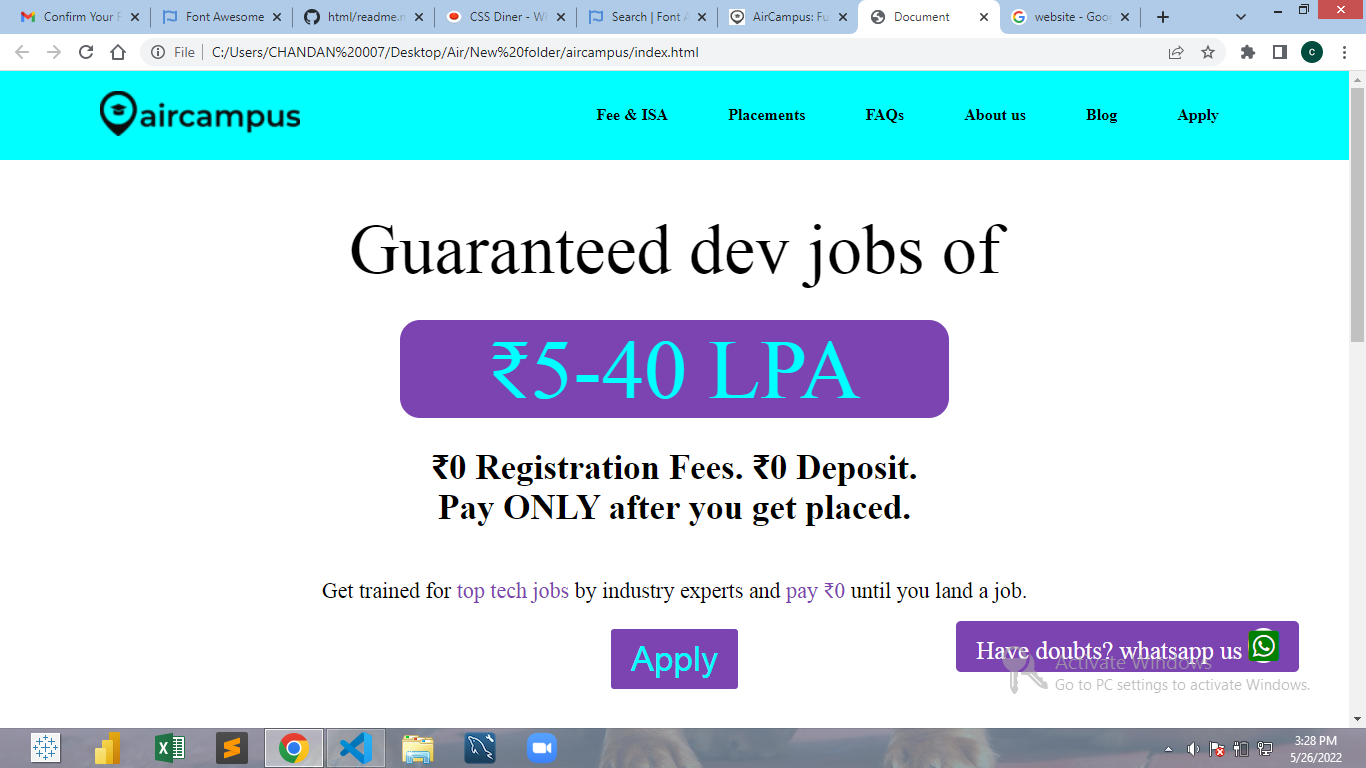 Confirm Your F
Font Awesome
html/readme.n
CSS Diner - Wh
Search | Font A
AirCampus: Fu
Document
website - Goog
File
C:/Users/CHANDAN%20007/Desktop/Air/New%20folder/aircampus/index.html
c
aircampus
Fee & ISA
Placements
FAQs
About us
Blog
Apply
Guaranteed dev jobs of
₹5-40 LPA
₹0 Registration Fees. ₹0 Deposit.
Pay ONLY after you get placed.
Get trained for top tech jobs by industry experts and pay ₹0 until you land a job.
Apply
Have doubts? whatsapp us
Activate Windows
Go to PC settings to activate Windows.
3:28 PM
5/26/2022